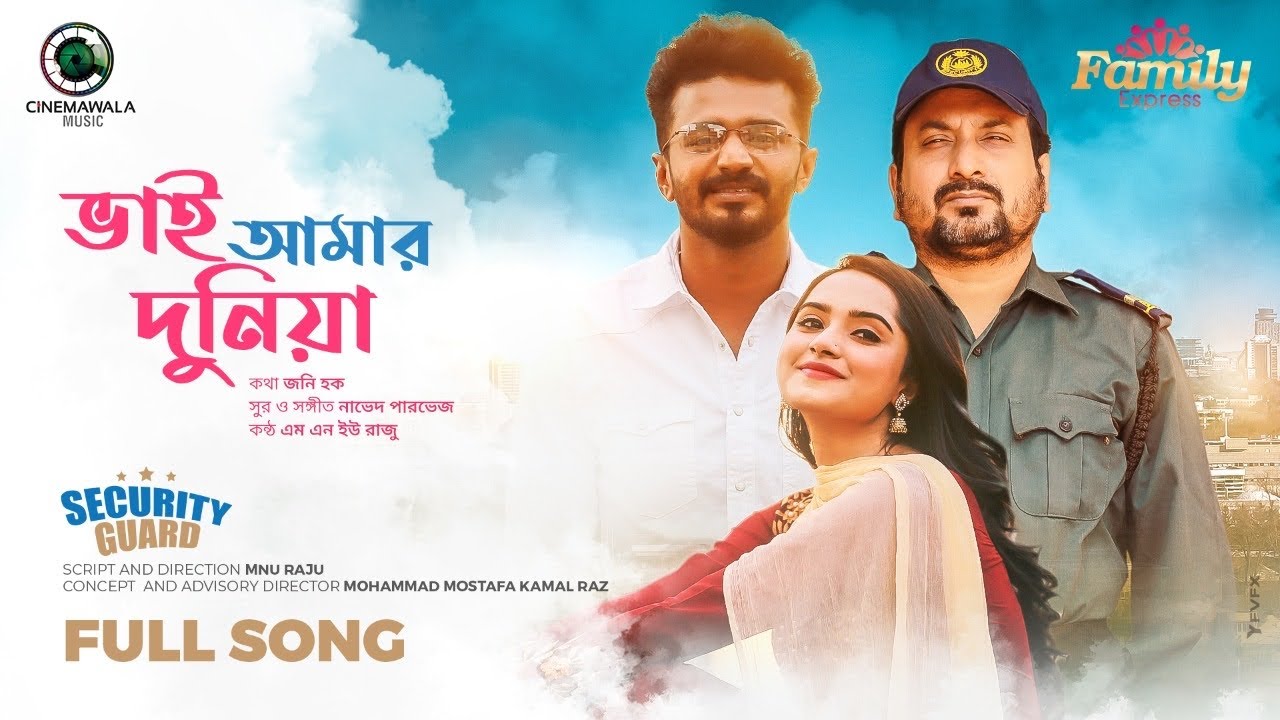 CINEMAWALA
MUSIC
Family
Express
ভাই আমার
দুনিয়া
কথা জনি হক
সুর ও সঙ্গীত নাভেদ পারভেজ
কন্ঠ এম এন ইউ রাজু
SECURITY
GUARD
SCRIPT AND DIRECTION MNU RAJU
CONCEPT AND ADVISORY DIRECTOR MOHAMMAD MOSTAFA KAMAL RAZ
FULL SONG